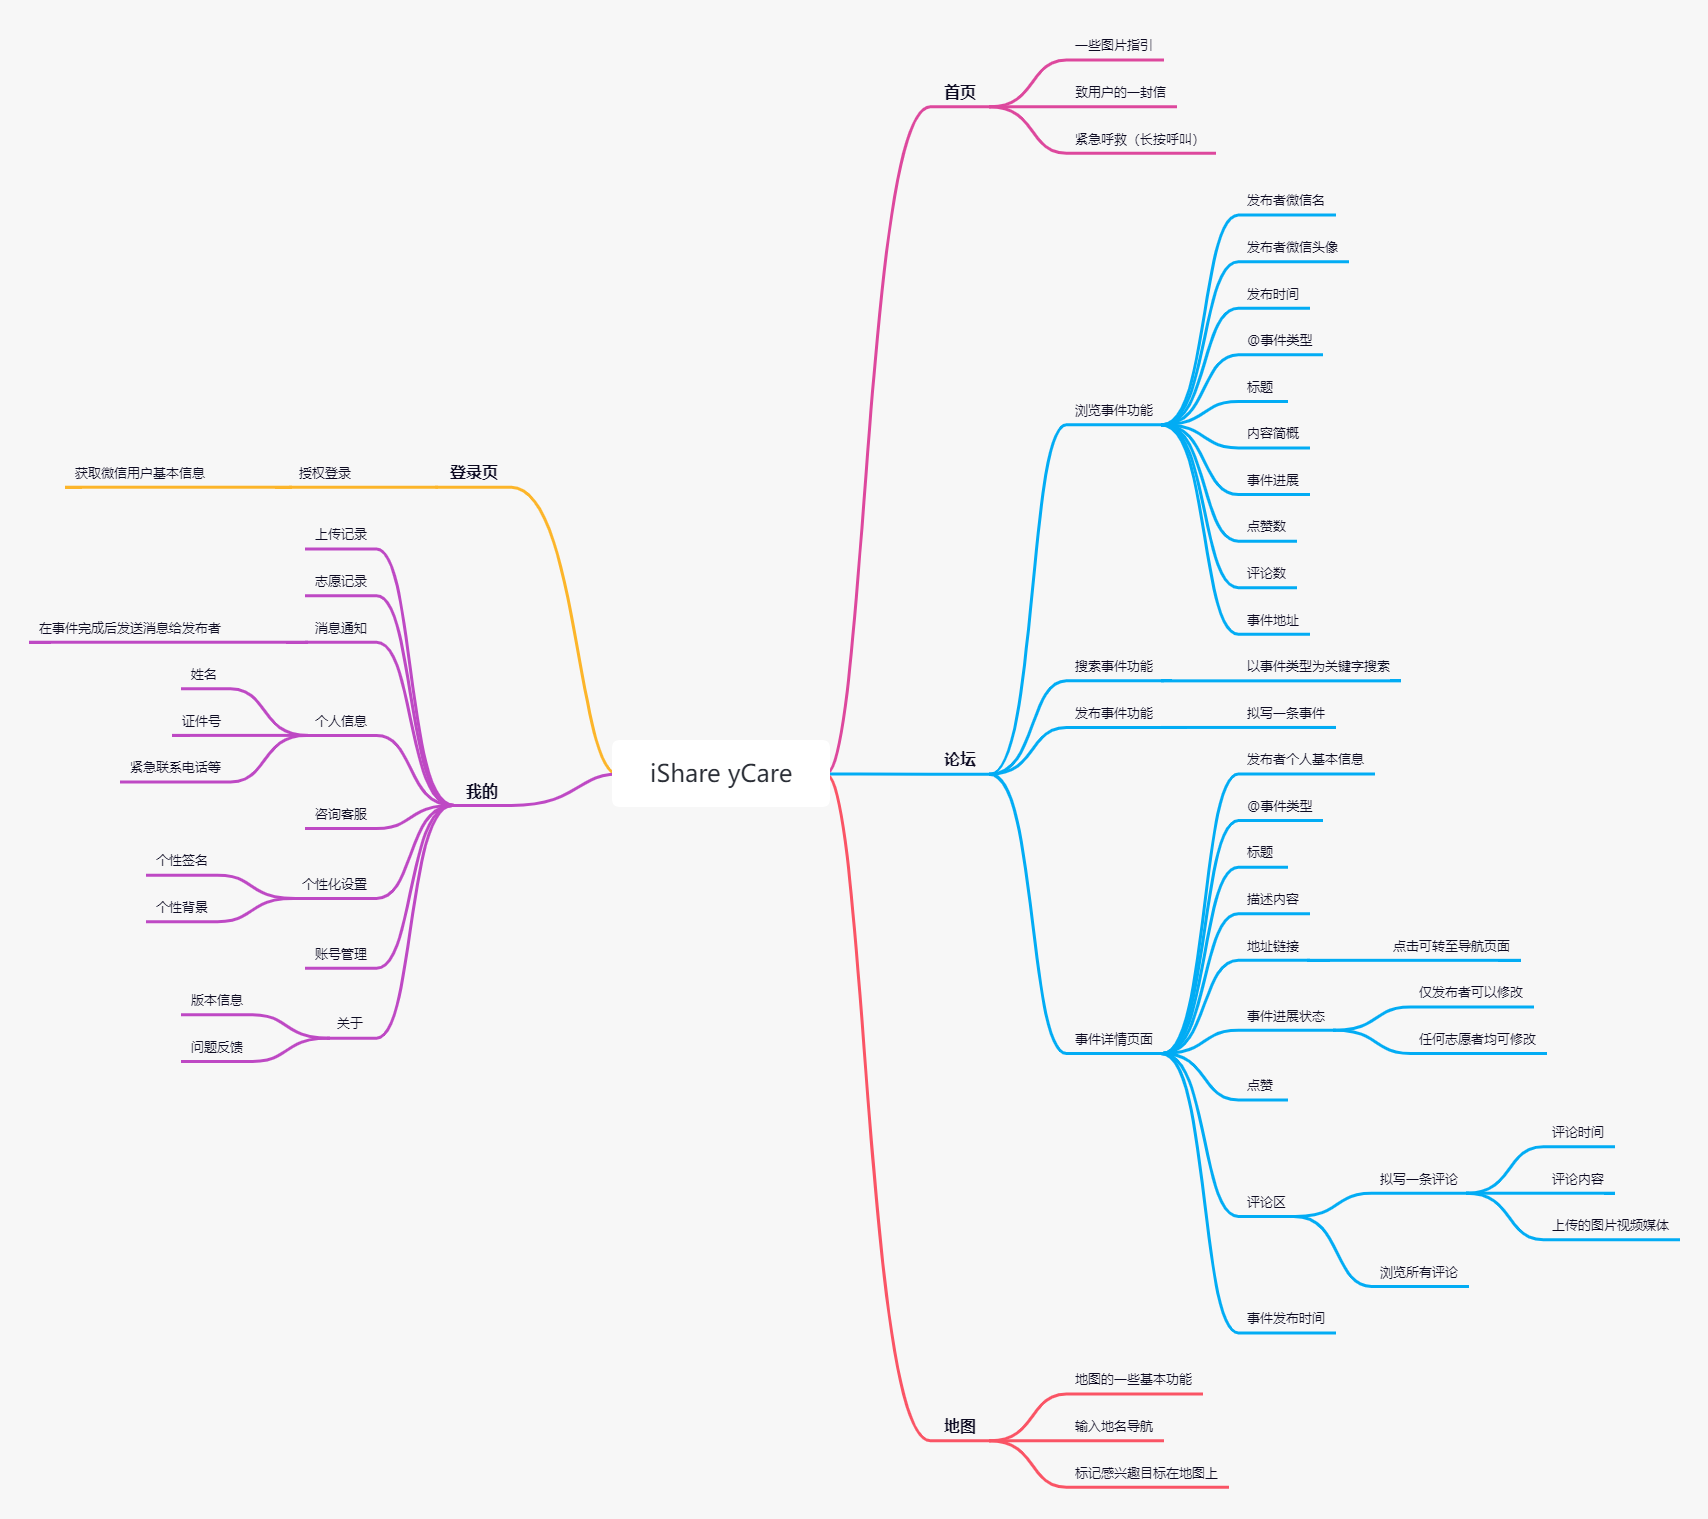 iShare yCare
首页
一些图片指引
致用户的一封信
紧急呼救（长按呼叫）
论坛
浏览事件功能
发布者微信名
发布者微信头像
发布时间
@事件类型
标题
内容简概
事件进展
点赞数
评论数
事件地址
搜索事件功能
以事件类型为关键字搜索
发布事件功能
拟写一条事件
事件详情页面
发布者个人基本信息
@事件类型
标题
描述内容
地址链接
点击可转至导航页面
事件进展状态
仅发布者可以修改
任何志愿者均可修改
点赞
评论区
拟写一条评论
评论时间
评论内容
上传的图片视频媒体
浏览所有评论
事件发布时间
地图
地图的一些基本功能
输入地名导航
标记感兴趣目标在地图上
登录页
授权登录
获取微信用户基本信息
我的
上传记录
志愿记录
消息通知
在事件完成后发送消息给发布者
个人信息
姓名
证件号
紧急联系电话等
咨询客服
个性化设置
个性签名
个性背景
账号管理
关于
版本信息
问题反馈